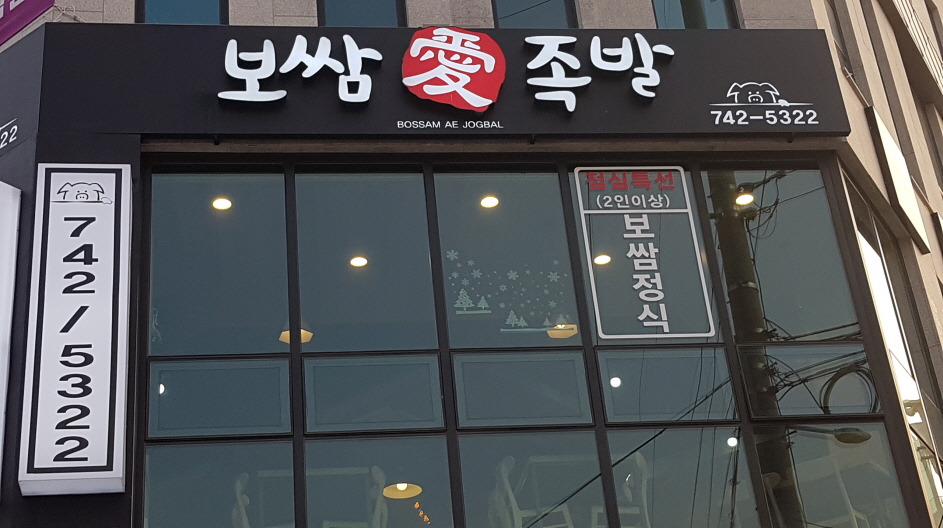 보쌈 愛 족발
BOSSAM AE JOGBAL
742-5322
742/5322
점심특선
(2인이상)
보쌈정식
22